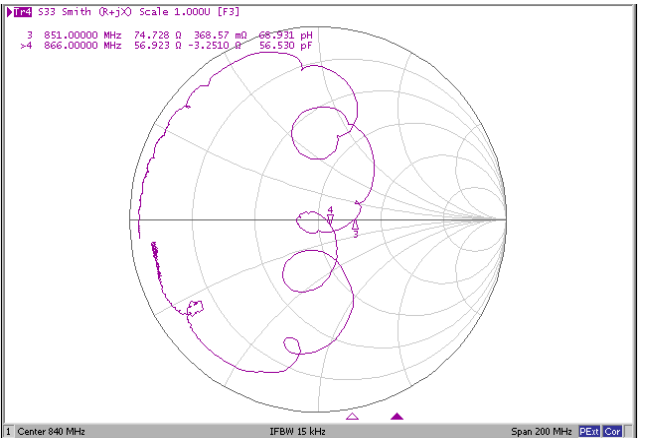 Tr4 S33 Smith (R+jX) Scale 1.000U [F3]
3 851.00000 MHz 74.728 Ω 368.57 mΩ 68.931 pH
>4 866.00000 MHz 56.923 Ω -3.2510 Ω 56.530 pF
4
3
1 Center 840 MHz IFBW 15 kHz Span 200 MHz PExt Cor